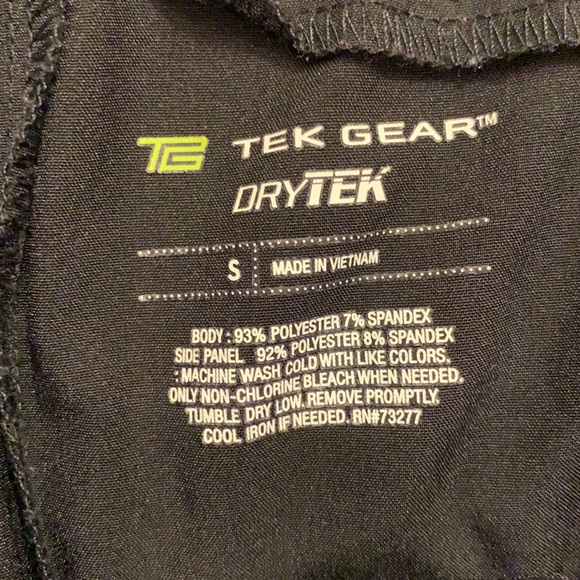 TG TEK GEAR™
DRYTEK
S MADE IN VIETNAM
BODY : 93% POLYESTER 7% SPANDEX
SIDE PANEL 92% POLYESTER 8% SPANDEX
: MACHINE WASH COLD WITH LIKE COLORS.
ONLY NON-CHLORINE BLEACH WHEN NEEDED.
TUMBLE DRY LOW. REMOVE PROMPTLY.
COOL IRON IF NEEDED. RN#73277